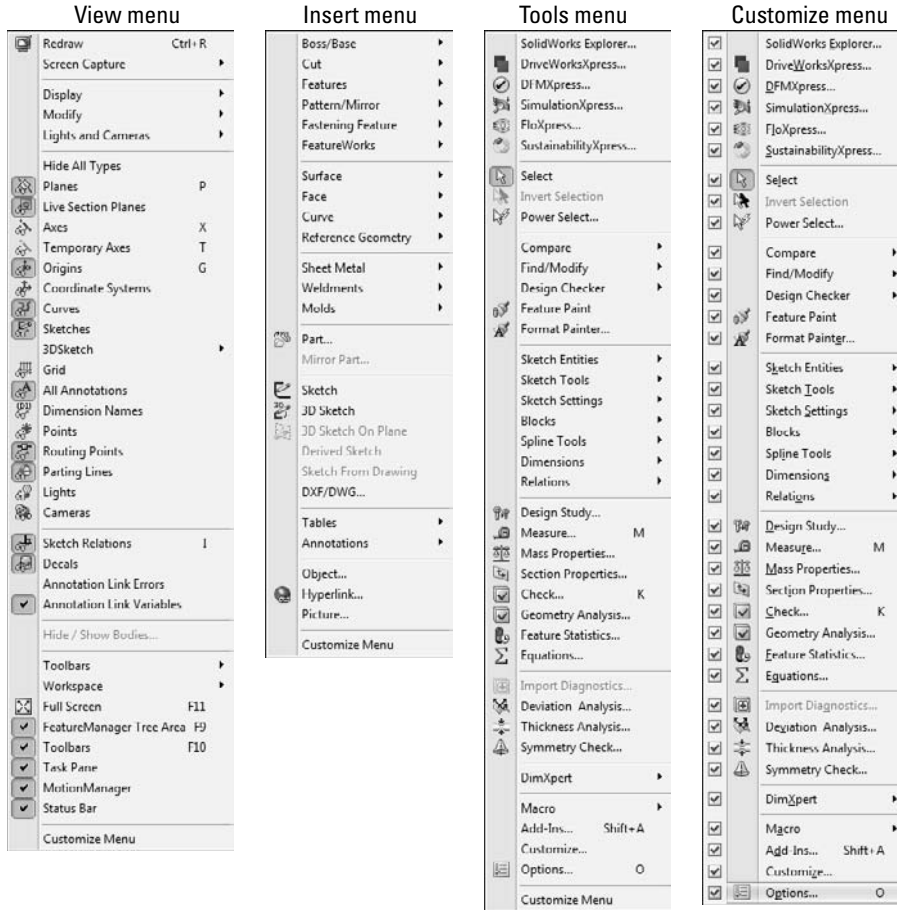 View menu
Redraw Ctrl+R
Screen Capture
Display
Modify
Lights and Cameras
Hide All Types
Planes P
Live Section Planes
Axes X
Temporary Axes T
Origins G
Coordinate Systems
Curves
Sketches
3DSketch
Grid
All Annotations
Dimension Names
Points
Routing Points
Parting Lines
Lights
Cameras
Sketch Relations I
Decals
Annotation Link Errors
Annotation Link Variables
Hide / Show Bodies...
Toolbars
Workspace
Full Screen F11
FeatureManager Tree Area F9
Toolbars F10
Task Pane
MotionManager
Status Bar
Customize Menu
Insert menu
Boss/Base
Cut
Features
Pattern/Mirror
Fastening Feature
FeatureWorks
Surface
Face
Curve
Reference Geometry
Sheet Metal
Weldments
Molds
Part...
Mirror Part...
Sketch
3D Sketch
3D Sketch On Plane
Derived Sketch
Sketch From Drawing
DXF/DWG...
Tables
Annotations
Object...
Hyperlink...
Picture...
Customize Menu
Tools menu
SolidWorks Explorer...
DriveWorksXpress...
DFMXpress...
SimulationXpress...
FloXpress...
SustainabilityXpress...
Select
Invert Selection
Power Select...
Compare
Find/Modify
Design Checker
Feature Paint
Format Painter...
Sketch Entities
Sketch Tools
Sketch Settings
Blocks
Spline Tools
Dimensions
Relations
Design Study...
Measure... M
Mass Properties...
Section Properties...
Check... K
Geometry Analysis...
Feature Statistics...
Equations...
Import Diagnostics...
Deviation Analysis...
Thickness Analysis...
Symmetry Check...
DimXpert
Macro
Add-Ins... Shift+A
Customize...
Options... O
Customize Menu
Customize menu
SolidWorks Explorer...
DriveWorksXpress...
DFMXpress...
SimulationXpress...
FloXpress...
SustainabilityXpress...
Select
Invert Selection
Power Select...
Compare
Find/Modify
Design Checker
Feature Paint
Format Painter...
Sketch Entities
Sketch Tools
Sketch Settings
Blocks
Spline Tools
Dimensions
Relations
Design Study...
Measure... M
Mass Properties...
Section Properties...
Check... K
Geometry Analysis...
Feature Statistics...
Equations...
Import Diagnostics...
Deviation Analysis...
Thickness Analysis...
Symmetry Check...
DimXpert
Macro
Add-Ins... Shift+A
Customize...
Options... O